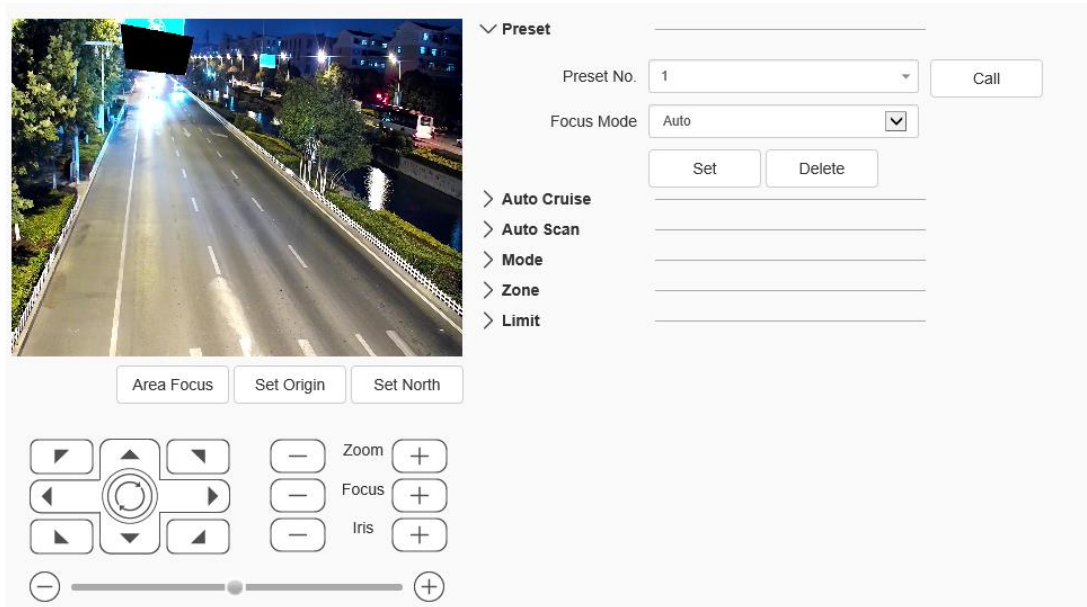 Preset
Preset No. 1 Call
Focus Mode Auto
Set Delete
Auto Cruise
Auto Scan
Mode
Zone
Limit
Area Focus Set Origin Set North
Zoom
Focus
Iris